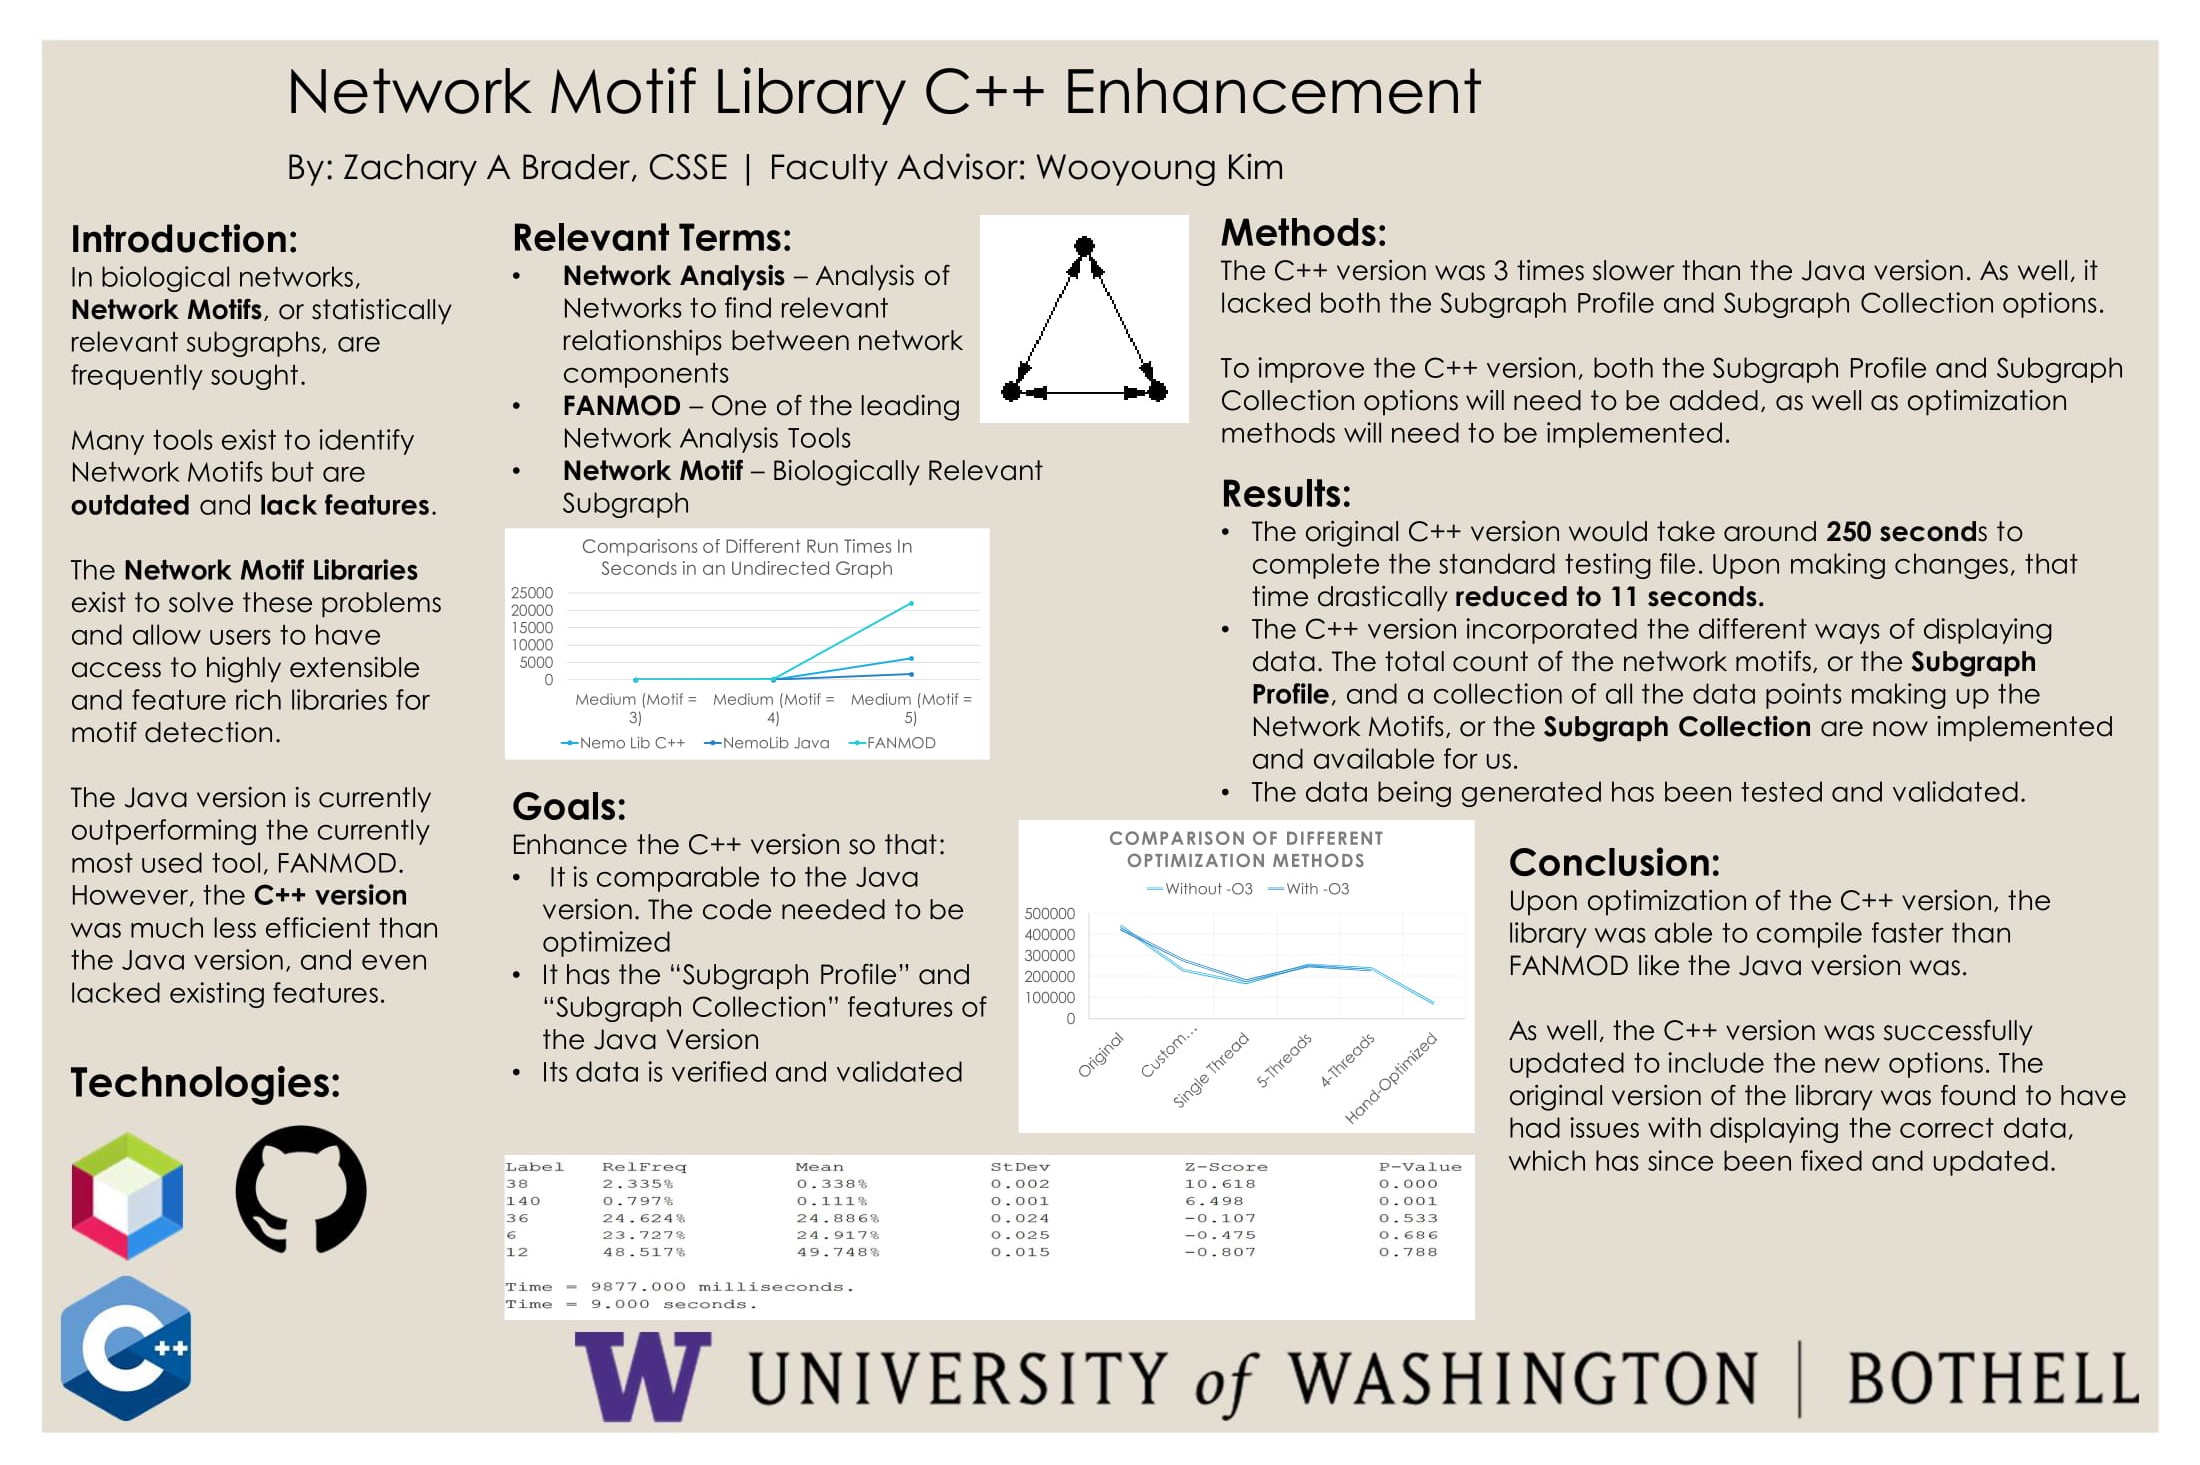 Network Motif Library C++ Enhancement
By: Zachary A Brader, CSSE | Faculty Advisor: Wooyoung Kim
Introduction:
In biological networks,
Network Motifs, or statistically
relevant subgraphs, are
frequently sought.
Many tools exist to identify
Network Motifs but are
outdated and lack features.
The Network Motif Libraries
exist to solve these problems
and allow users to have
access to highly extensible
and feature rich libraries for
motif detection.
The Java version is currently
outperforming the currently
most used tool, FANMOD.
However, the C++ version
was much less efficient than
the Java version, and even
lacked existing features.
Technologies:
C++
Relevant Terms:
• Network Analysis – Analysis of
Networks to find relevant
relationships between network
components
• FANMOD – One of the leading
Network Analysis Tools
• Network Motif – Biologically Relevant
Subgraph
Comparisons of Different Run Times In
Seconds in an Undirected Graph
25000
20000
15000
10000
5000
0
Medium (Motif = Medium (Motif = Medium (Motif =
3) 4) 5)
Nemo Lib C++ NemoLib Java FANMOD
Goals:
Enhance the C++ version so that:
• It is comparable to the Java
version. The code needed to be
optimized
• It has the “Subgraph Profile” and
“Subgraph Collection” features of
the Java Version
• Its data is verified and validated
Methods:
The C++ version was 3 times slower than the Java version. As well, it
lacked both the Subgraph Profile and Subgraph Collection options.
To improve the C++ version, both the Subgraph Profile and Subgraph
Collection options will need to be added, as well as optimization
methods will need to be implemented.
Results:
• The original C++ version would take around 250 seconds to
complete the standard testing file. Upon making changes, that
time drastically reduced to 11 seconds.
• The C++ version incorporated the different ways of displaying
data. The total count of the network motifs, or the Subgraph
Profile, and a collection of all the data points making up the
Network Motifs, or the Subgraph Collection are now implemented
and available for us.
• The data being generated has been tested and validated.
COMPARISON OF DIFFERENT
OPTIMIZATION METHODS
Without -O3 With -O3
500000
400000
300000
200000
100000
0
Original
Custom...
Single Thread
5-Threads
4-Threads
Hand-Optimized
Conclusion:
Upon optimization of the C++ version, the
library was able to compile faster than
FANMOD like the Java version was.
As well, the C++ version was successfully
updated to include the new options. The
original version of the library was found to have
had issues with displaying the correct data,
which has since been fixed and updated.
Label RelFreq Mean StDev Z-Score P-Value
38 2.335% 0.338% 0.002 10.618 0.000
140 0.797% 0.111% 0.001 6.498 0.001
36 24.624% 24.886% 0.024 -0.107 0.533
6 23.727% 24.917% 0.025 -0.475 0.686
12 48.517% 49.748% 0.015 -0.807 0.788
Time = 9877.000 milliseconds.
Time = 9.000 seconds.
W UNIVERSITY of WASHINGTON | BOTHELL